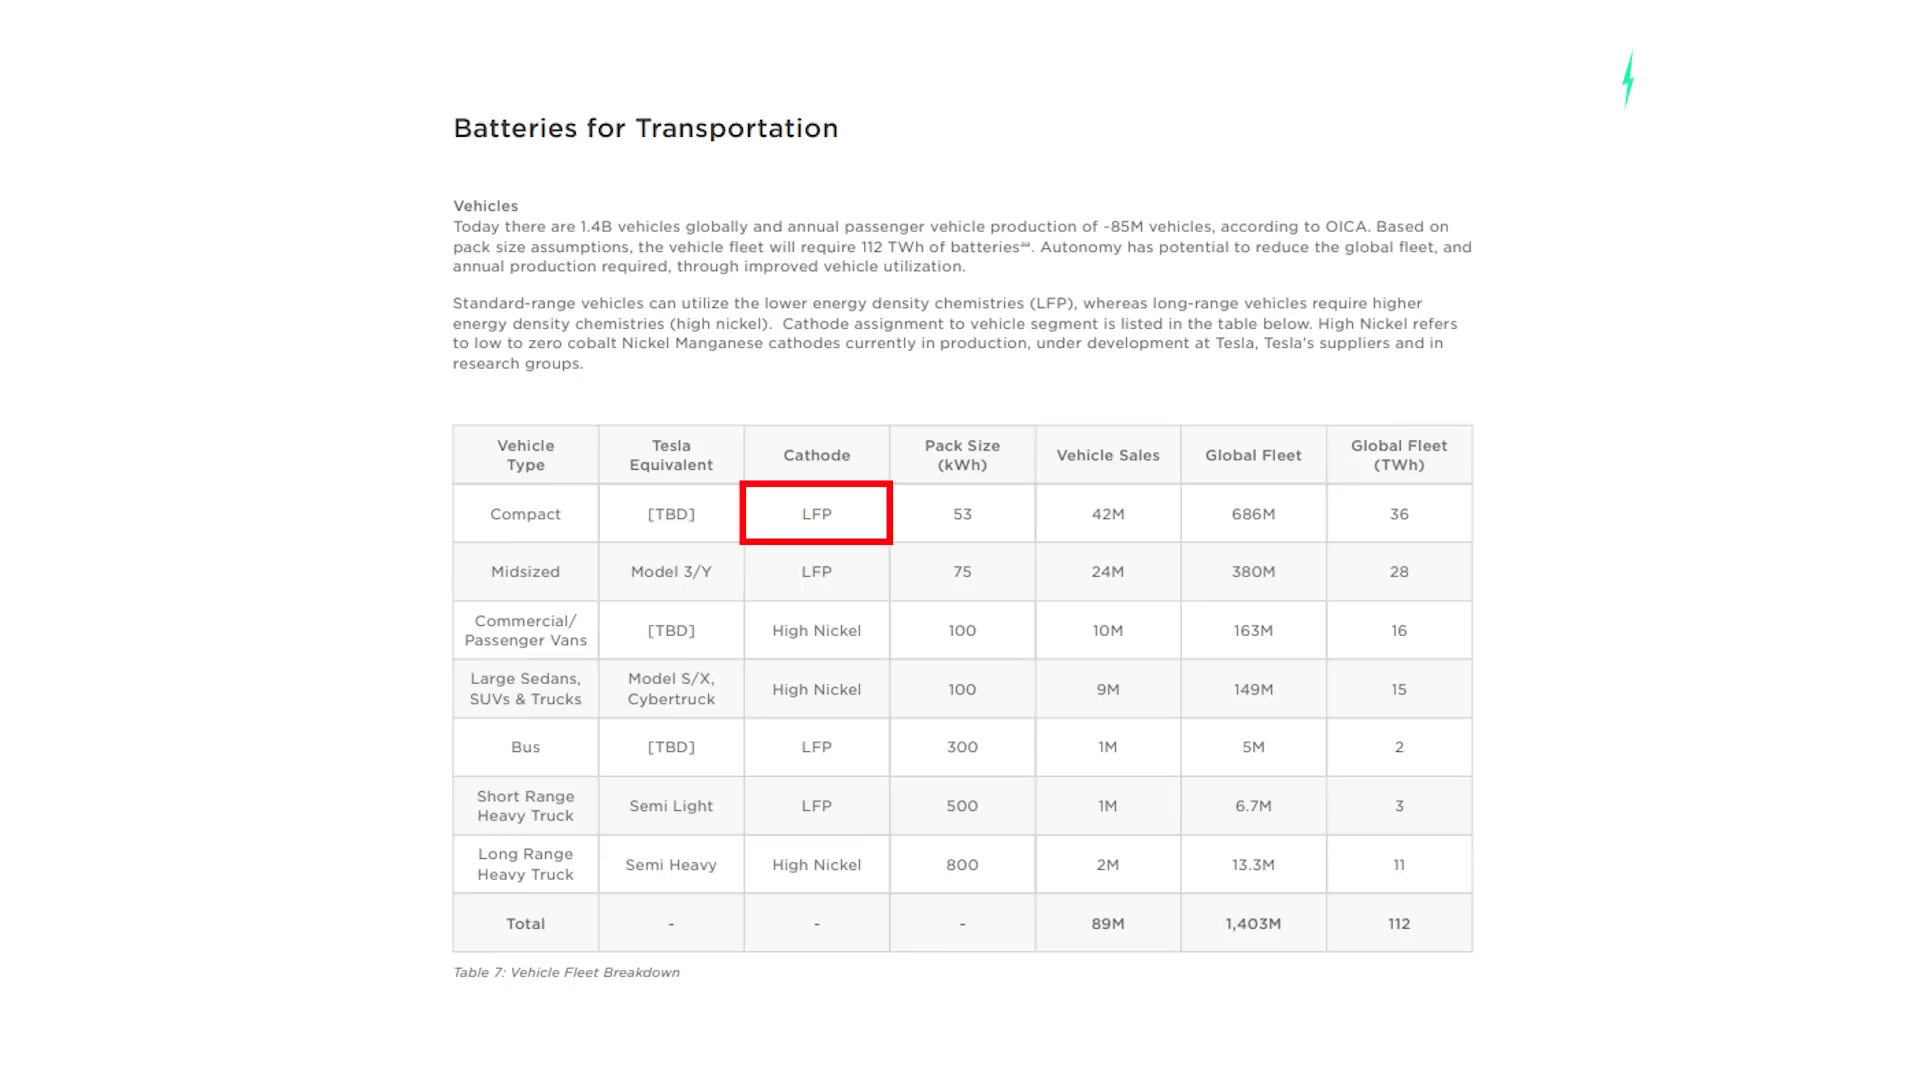 Batteries for Transportation
Vehicles
Today there are 1.4B vehicles globally and annual passenger vehicle production of ~85M vehicles, according to OICA. Based on
pack size assumptions, the vehicle fleet will require 112 TWh of batteries. Autonomy has potential to reduce the global fleet, and
annual production required, through improved vehicle utilization.
Standard-range vehicles can utilize the lower energy density chemistries (LFP), whereas long-range vehicles require higher
energy density chemistries (high nickel). Cathode assignment to vehicle segment is listed in the table below. High Nickel refers
to low to zero cobalt Nickel Manganese cathodes currently in production, under development at Tesla, Tesla's suppliers and in
research groups.
Vehicle Type Tesla Equivalent Cathode Pack Size (kWh) Vehicle Sales Global Fleet Global Fleet (TWh)
Compact [TBD] LFP 53 42M 686M 36
Midsized Model 3/Y LFP 75 24M 380M 28
Commercial/ Passenger Vans [TBD] High Nickel 100 10M 163M 16
Large Sedans, SUVs & Trucks Model S/X, Cybertruck High Nickel 100 9M 149M 15
Bus [TBD] LFP 300 1M 5M 2
Short Range Heavy Truck Semi Light LFP 500 1M 6.7M 3
Long Range Heavy Truck Semi Heavy High Nickel 800 2M 13.3M 11
Total - - - 89M 1,403M 112
Table 7: Vehicle Fleet Breakdown